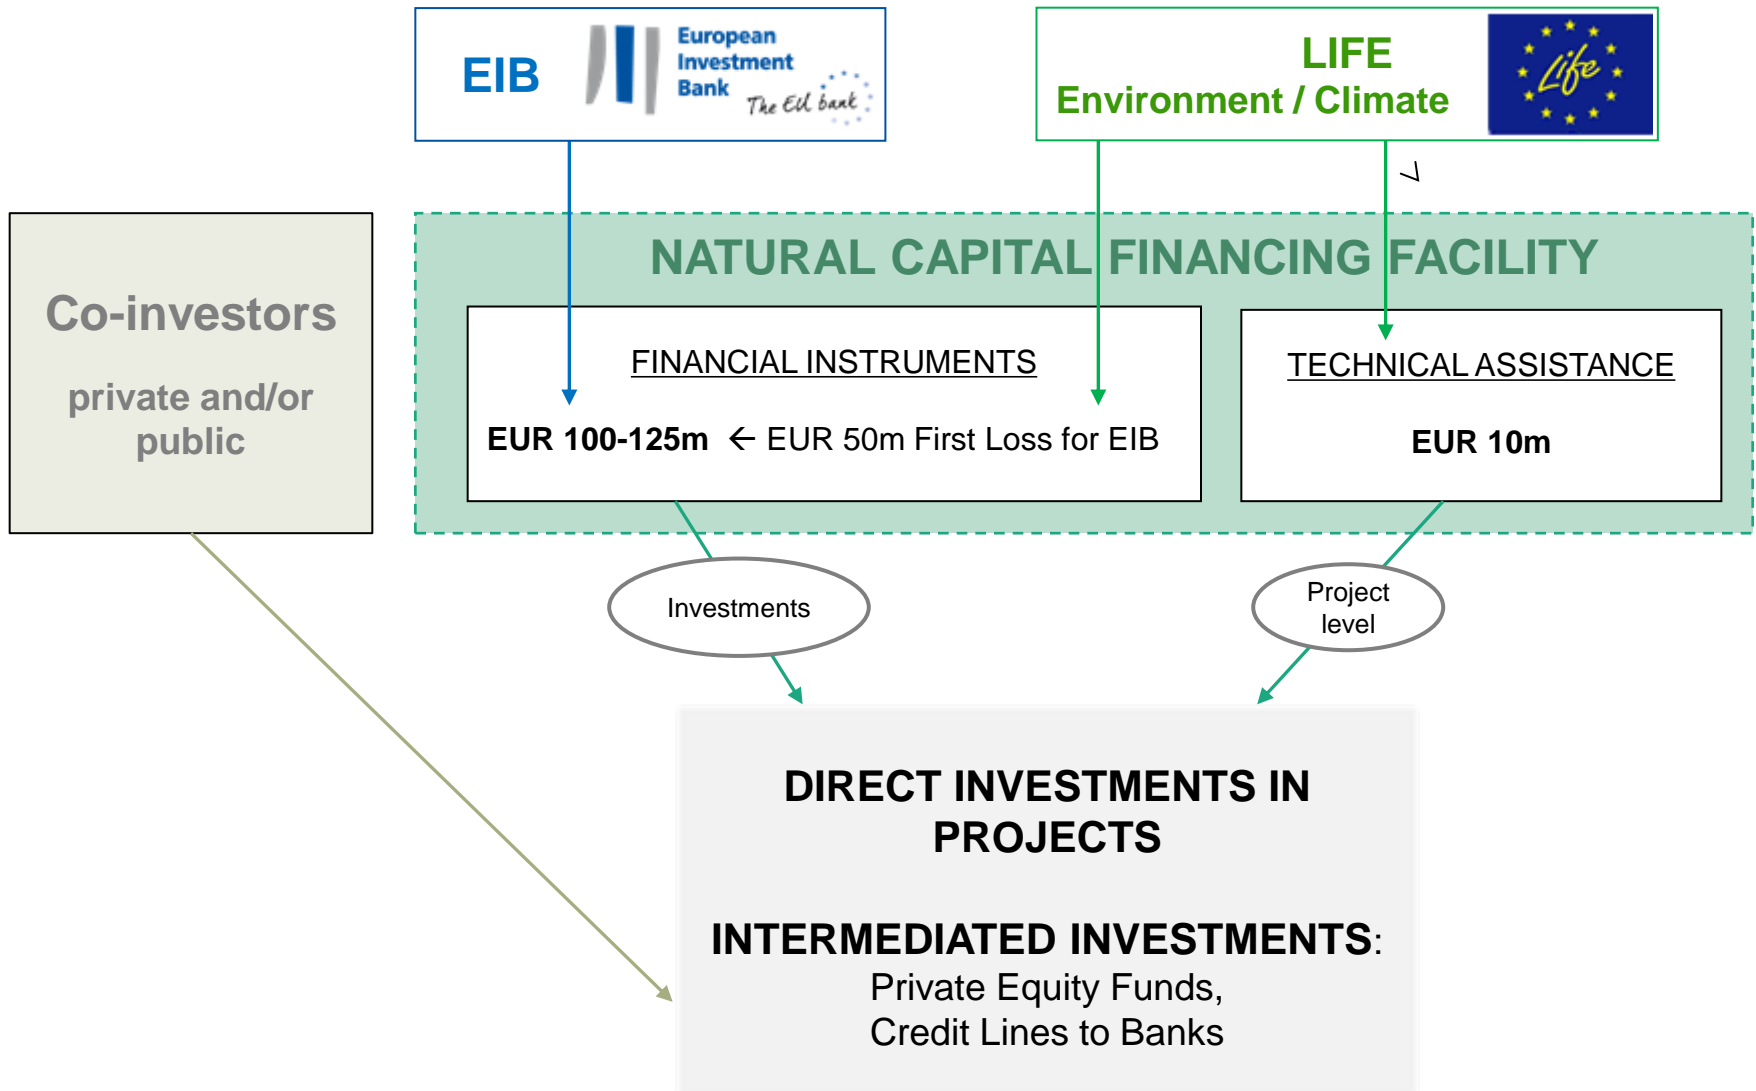 EIB
European
Investment
Bank
The EU bank
LIFE
Environment / Climate
Life
Co-investors
private and/or
public
NATURAL CAPITAL FINANCING FACILITY
FINANCIAL INSTRUMENTS
EUR 100-125m ← EUR 50m First Loss for EIB
TECHNICAL ASSISTANCE
EUR 10m
Investments
Project
level
DIRECT INVESTMENTS IN
PROJECTS
INTERMEDIATED INVESTMENTS:
Private Equity Funds,
Credit Lines to Banks